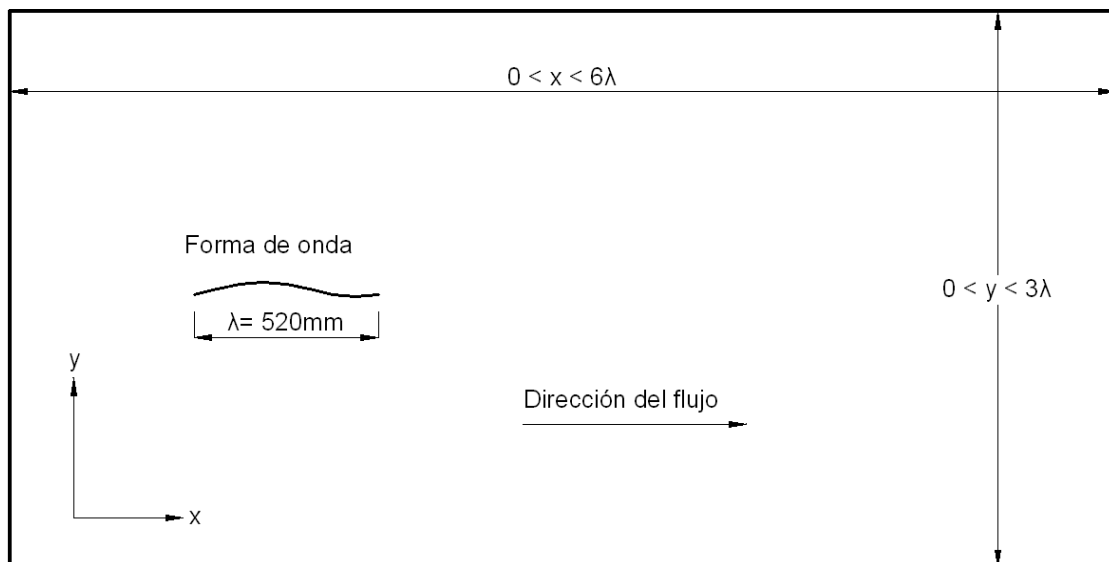 0 < x < 6λ
Forma de onda
0 < y < 3λ
λ= 520mm
y
Dirección del flujo
x